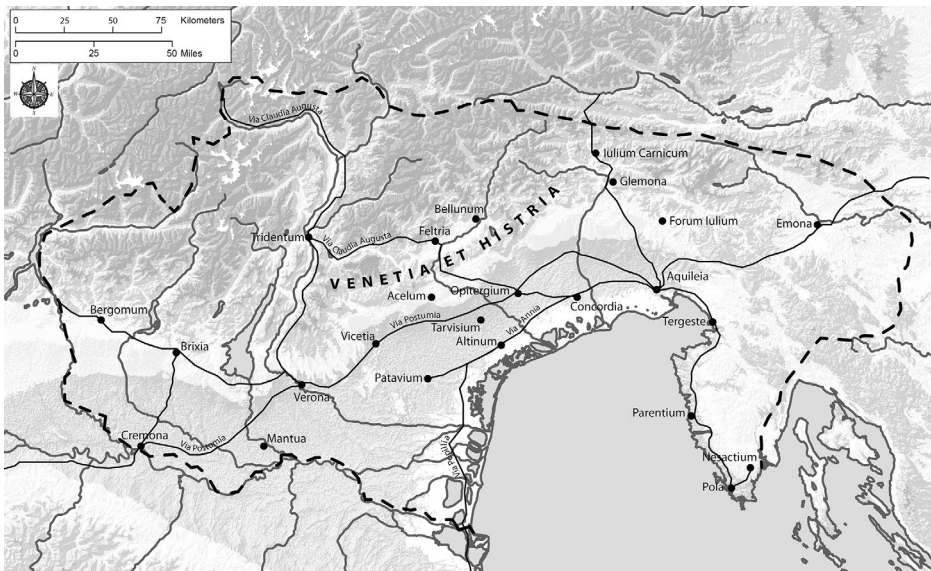 0 25 50 75 Kilometers
0 25 50 Miles
N
W E
S
Via Claudia Augusta
Iulium Carnicum
Glemona
Bellunum
Forum Iulium
Emona
Feltria
Tridentum
Via Claudia Augusta
VENETIA ET HISTRIA
Aquileia
Acelum
Opitergium
Concordia
Bergomum
Via Postumia
Tarvisium
Via Annia
Tergeste
Vicetia
Altinum
Brixia
Patavium
Verona
Parentium
Cremona
Via Postumia
Mantua
Via Popilia
Nesactium
Pola